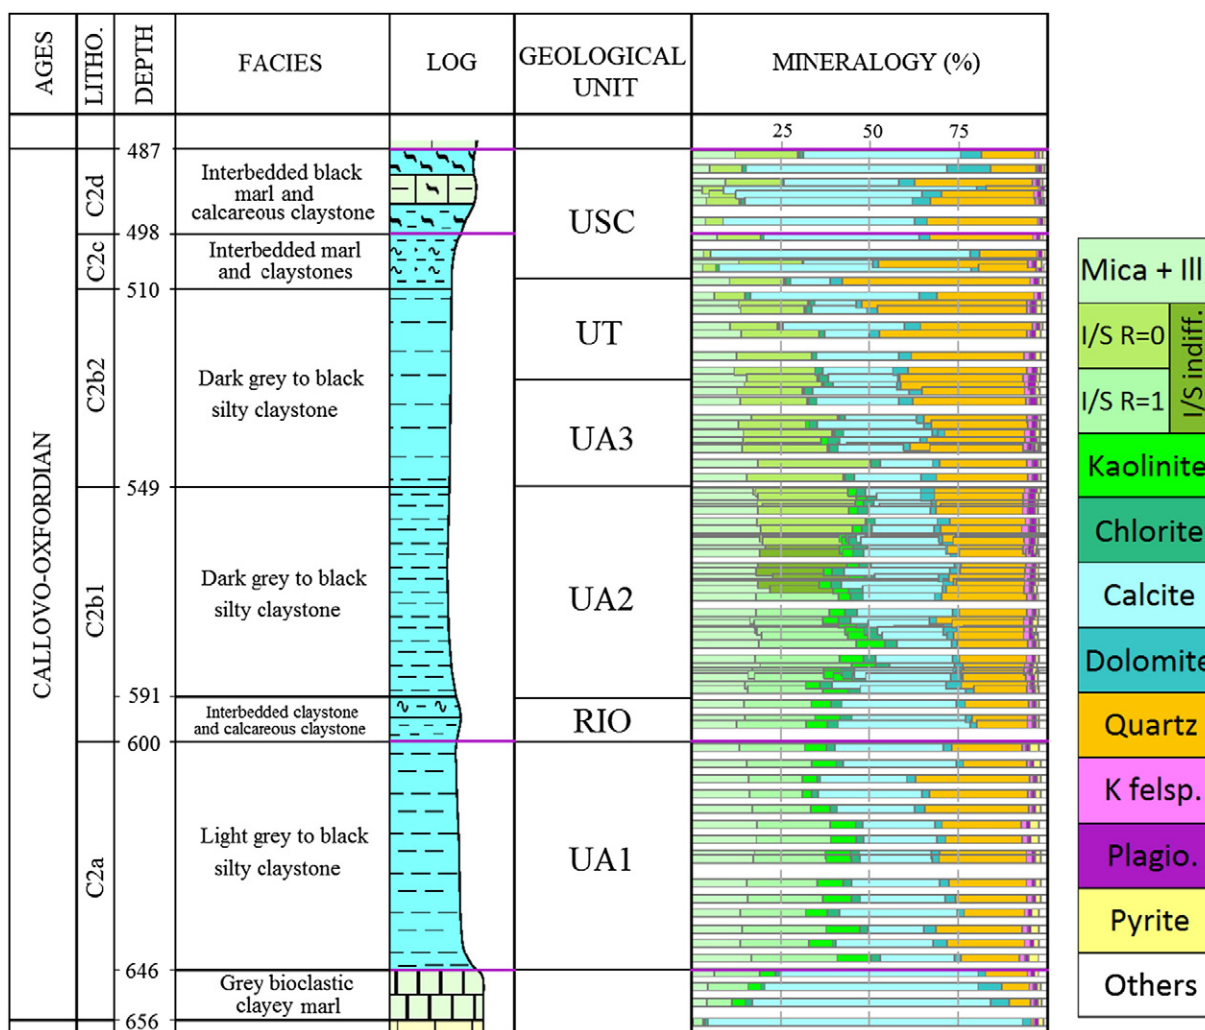 AGES
LITHO.
DEPTH
FACIES
LOG
GEOLOGICAL
UNIT
MINERALOGY (%)
25
50
75
CALLOVO-OXFORDIAN
487
C2d
Interbedded black
marl and
calcareous claystone
USC
498
C2c
Interbedded marl
and claystones
510
C2b2
Dark grey to black
silty claystone
UT
UA3
549
C2b1
Dark grey to black
silty claystone
UA2
591
Interbedded claystone
and calcareous claystone
RIO
600
C2a
Light grey to black
silty claystone
UA1
646
Grey bioclastic
clayey marl
656
Mica + Ill
I/S R=0
I/S indiff.
I/S R=1
Kaolinite
Chlorite
Calcite
Dolomite
Quartz
K felsp.
Plagio.
Pyrite
Others